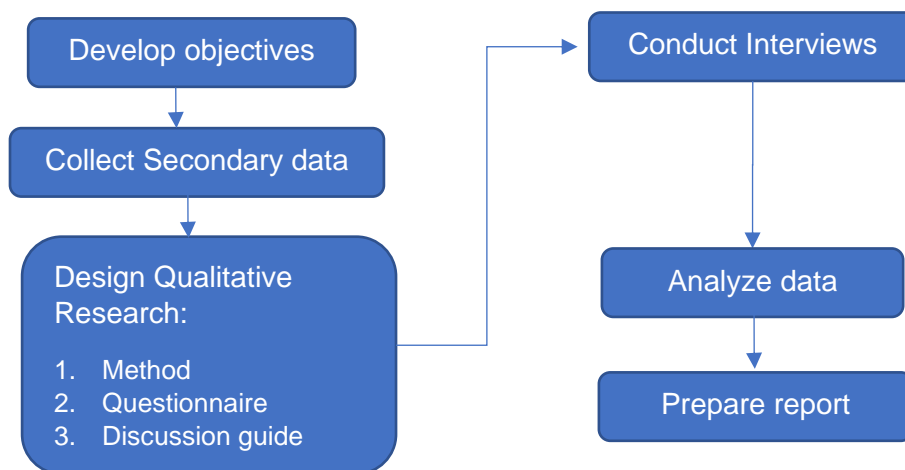 Develop objectives
Collect Secondary data
Design Qualitative
Research:
1. Method
2. Questionnaire
3. Discussion guide
Conduct Interviews
Analyze data
Prepare report